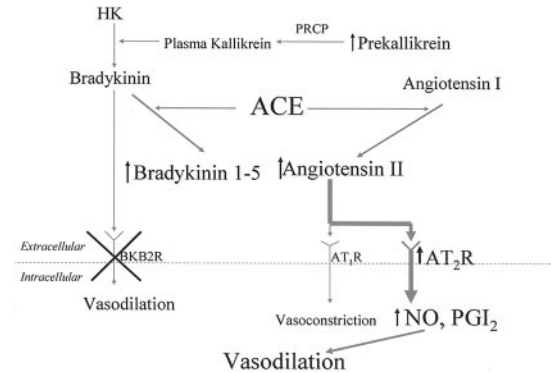 HK
PRCP
Plasma Kallikrein
↑Prekallikrein
Bradykinin
Angiotensin I
ACE
↑Bradykinin 1-5
↑Angiotensin II
Extracellular
BKB2R
AT₁R
↑AT₂R
Intracellular
Vasodilation
Vasoconstriction
↑NO, PGI₂
Vasodilation